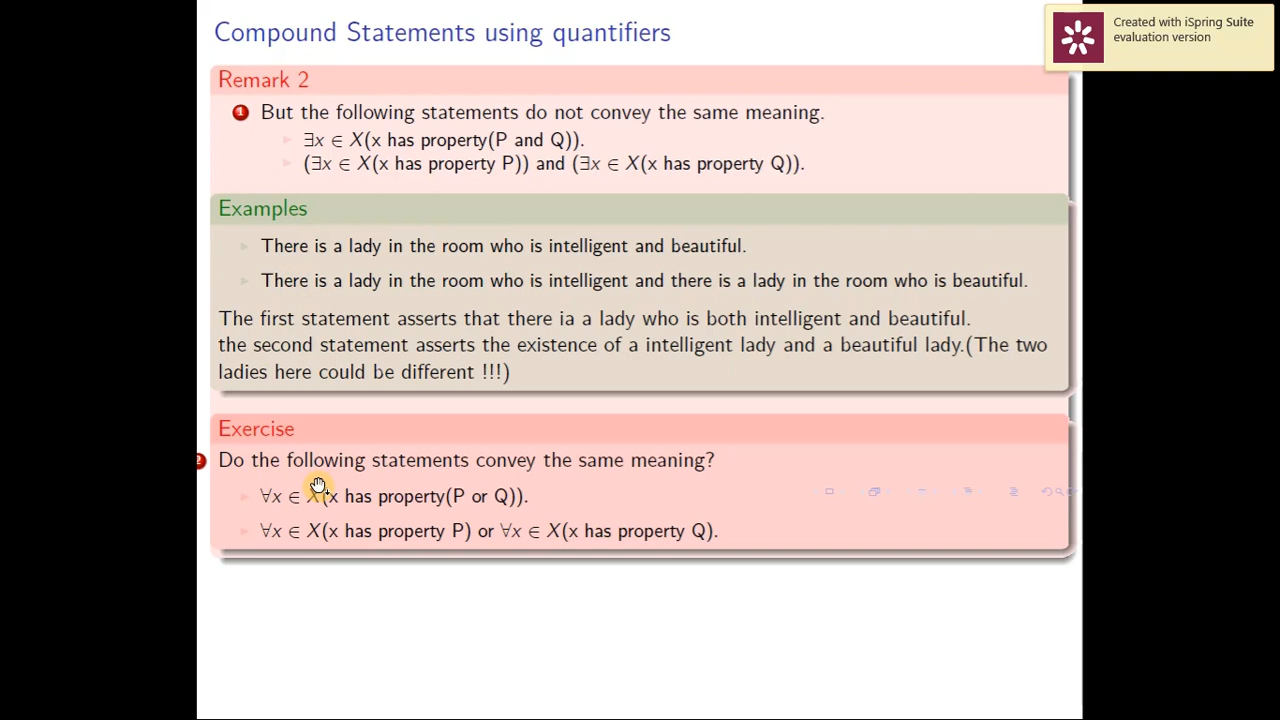 Compound Statements using quantifiers
Created with iSpring Suite
evaluation version
Remark 2
1 But the following statements do not convey the same meaning.
∃x ∈ X(x has property(P and Q)).
(∃x ∈ X(x has property P)) and (∃x ∈ X(x has property Q)).
Examples
There is a lady in the room who is intelligent and beautiful.
There is a lady in the room who is intelligent and there is a lady in the room who is beautiful.
The first statement asserts that there ia a lady who is both intelligent and beautiful.
the second statement asserts the existence of a intelligent lady and a beautiful lady.(The two
ladies here could be different !!!)
Exercise
2 Do the following statements convey the same meaning?
∀x ∈ X(x has property(P or Q)).
∀x ∈ X(x has property P) or ∀x ∈ X(x has property Q).